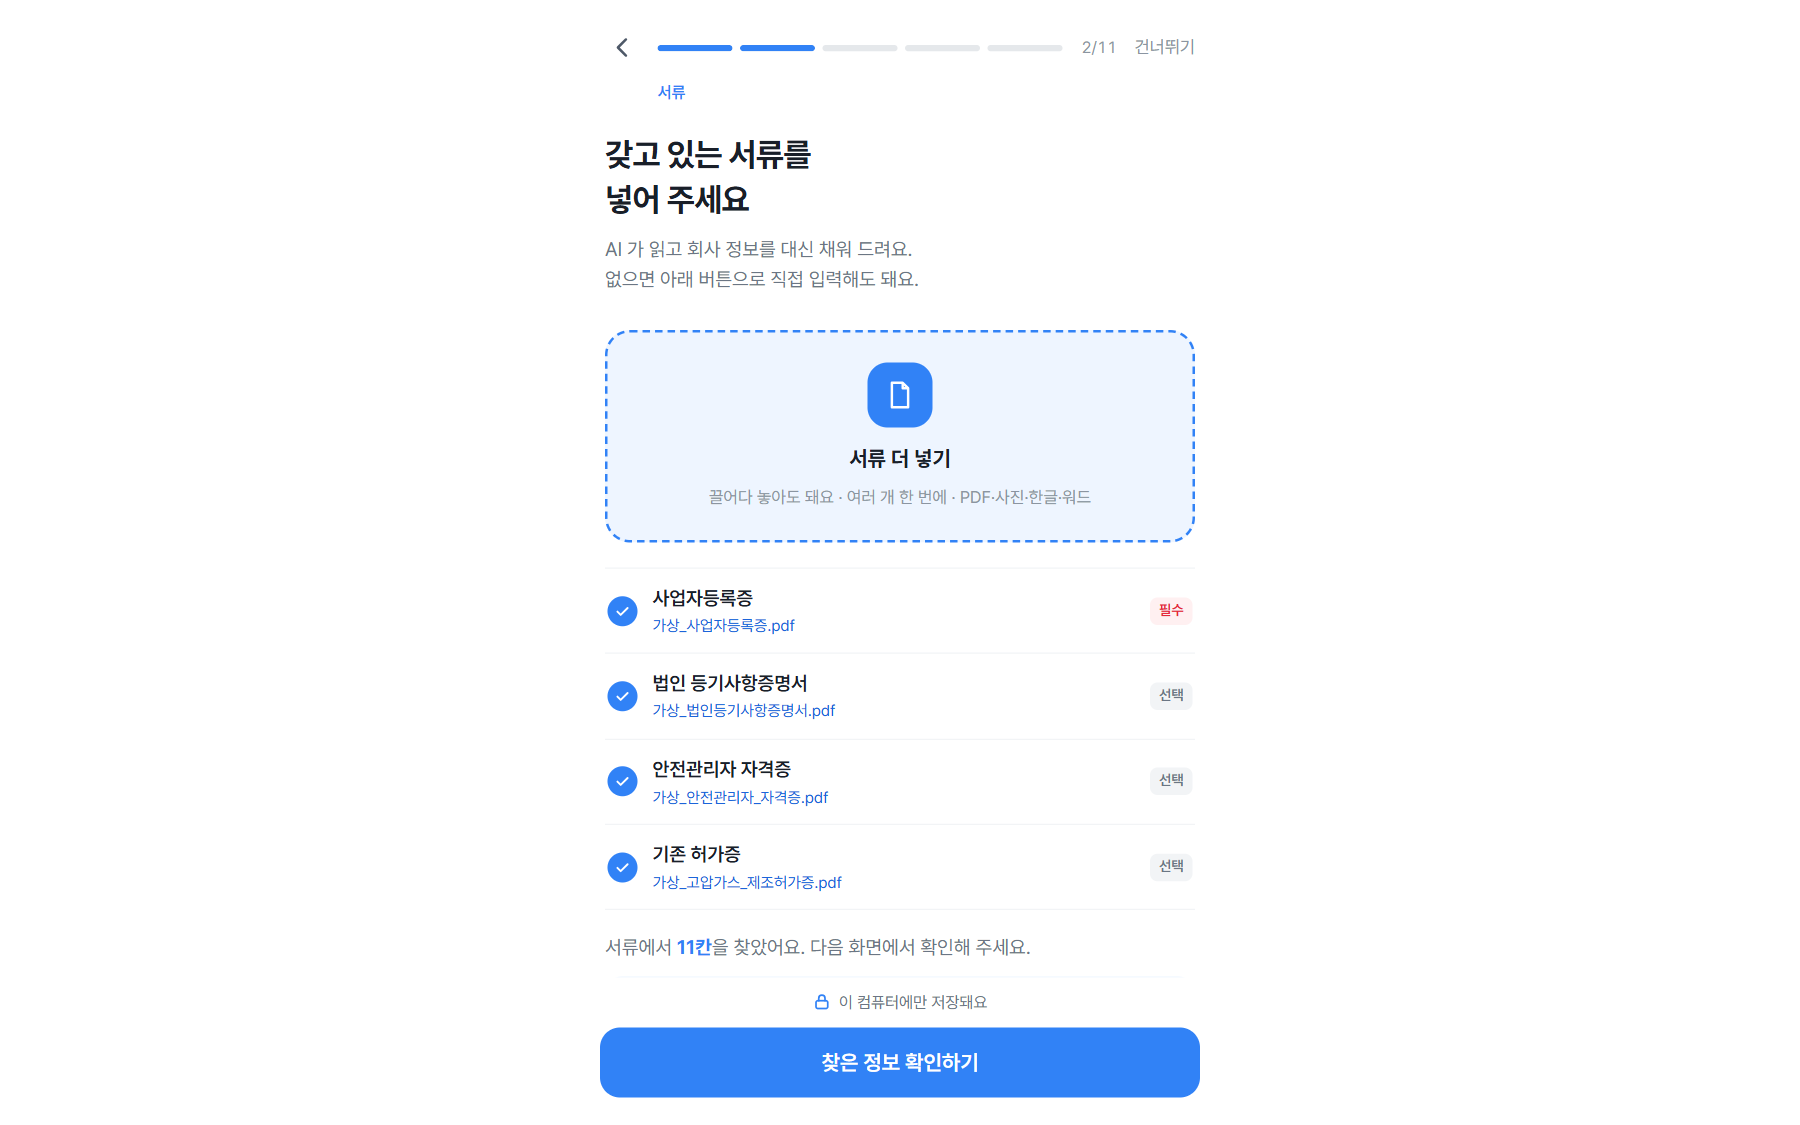 2/11 건너뛰기
서류
갖고 있는 서류를
넣어 주세요
AI 가 읽고 회사 정보를 대신 채워 드려요.
없으면 아래 버튼으로 직접 입력해도 돼요.
서류 더 넣기
끌어다 놓아도 돼요 · 여러 개 한 번에 · PDF·사진·한글·워드
사업자등록증
필수
가상_사업자등록증.pdf
법인 등기사항증명서
선택
가상_법인등기사항증명서.pdf
안전관리자 자격증
선택
가상_안전관리자_자격증.pdf
기존 허가증
선택
가상_고압가스_제조허가증.pdf
서류에서 11칸을 찾았어요. 다음 화면에서 확인해 주세요.
이 컴퓨터에만 저장돼요
찾은 정보 확인하기